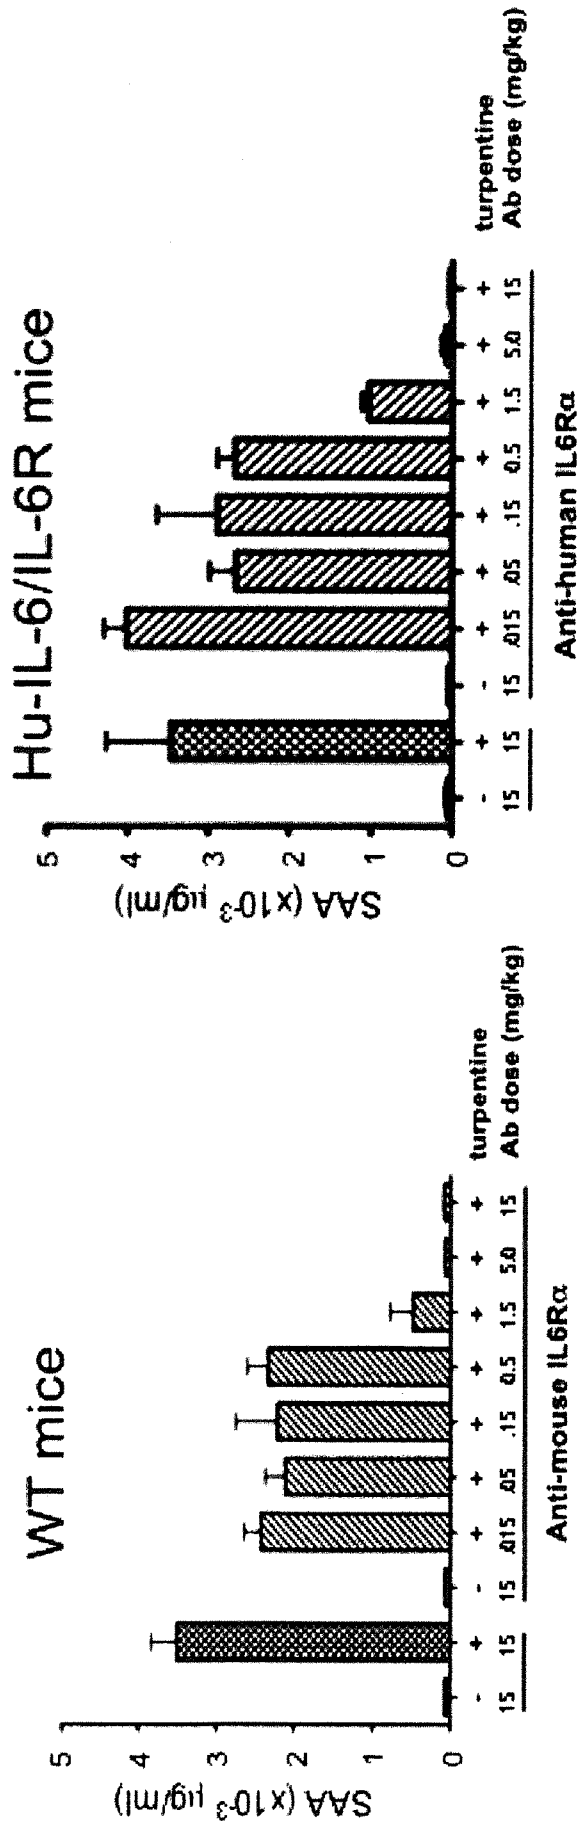 WT mice
SAA (x10-3 µg/ml)
5
4
3
2
1
0
- + - + + + + + + + turpentine
15 15 15 .015 .05 .15 0.5 1.5 5.0 15 Ab dose (mg/kg)
Anti-mouse IL6Rα
Hu-IL-6/IL-6R mice
SAA (x10-3 µg/ml)
5
4
3
2
1
0
- + - + + + + + + + turpentine
15 15 15 .015 .05 .15 0.5 1.5 5.0 15 Ab dose (mg/kg)
Anti-human IL6Rα